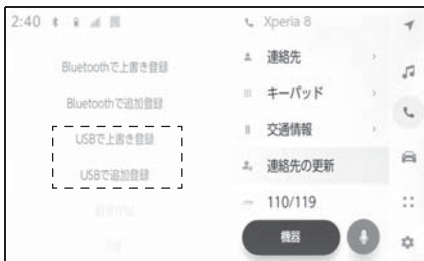 2:40
Bluetoothで上書き登録
Bluetoothで追加登録
USBで上書き登録
USBで追加登録
Xperia 8
連絡先
キーパッド
交通情報
連絡先の更新
110/119
機器